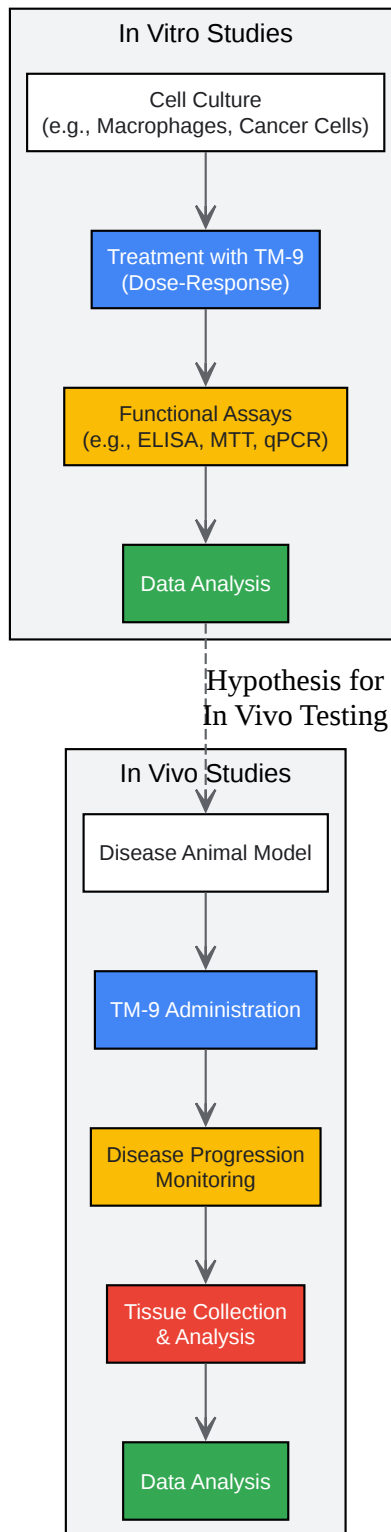 In Vitro Studies
Cell Culture
(e.g., Macrophages, Cancer Cells)
Treatment with TM-9
(Dose-Response)
Functional Assays
(e.g., ELISA, MTT, qPCR)
Data Analysis
Hypothesis for
In Vivo Testing
In Vivo Studies
Disease Animal Model
TM-9 Administration
Disease Progression
Monitoring
Tissue Collection
& Analysis
Data Analysis